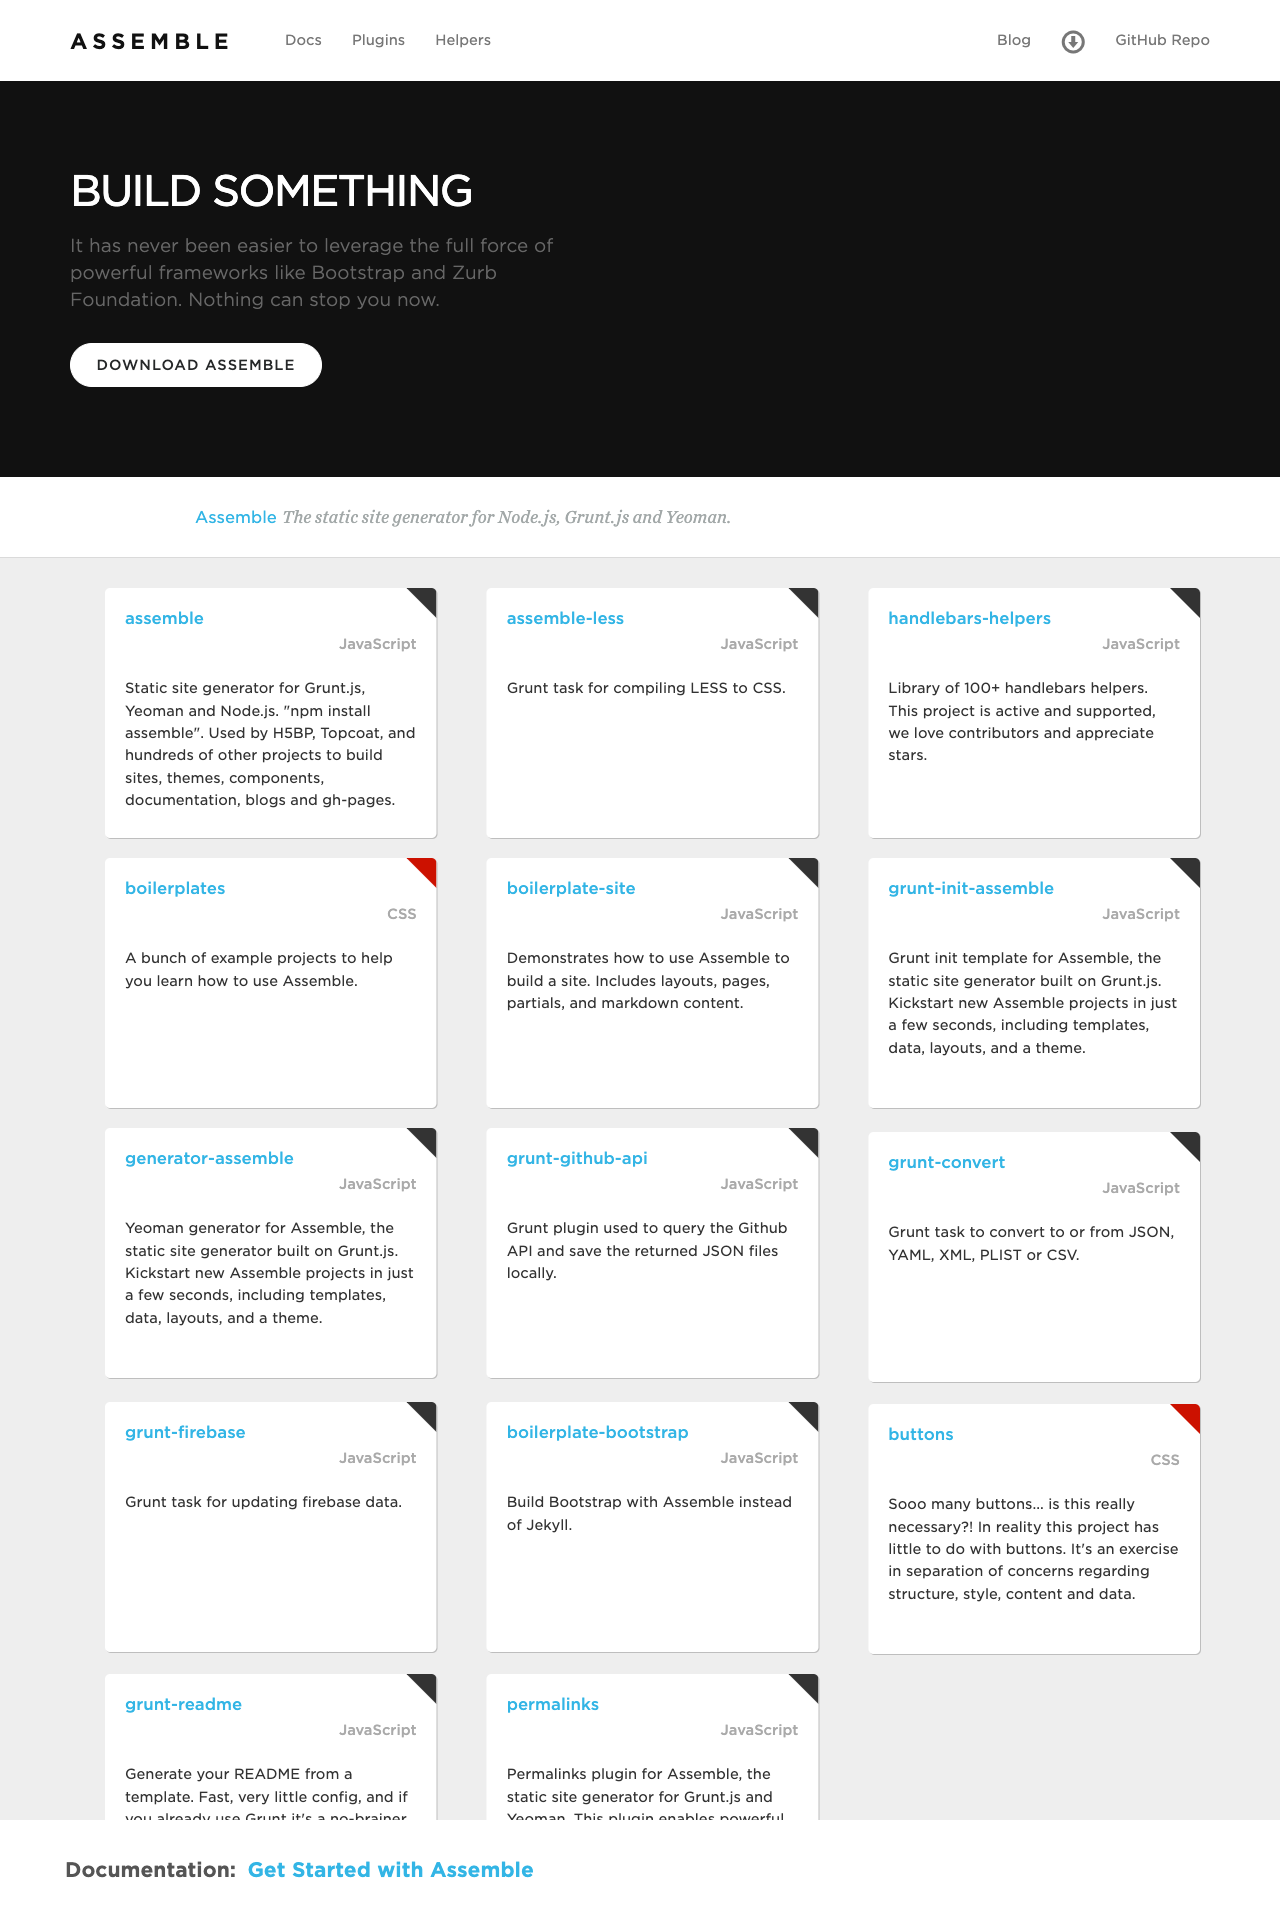 ASSEMBLE
Docs
Plugins
Helpers
Blog
GitHub Repo
BUILD SOMETHING
It has never been easier to leverage the full force of
powerful frameworks like Bootstrap and Zurb
Foundation. Nothing can stop you now.
DOWNLOAD ASSEMBLE
Assemble The static site generator for Node.js, Grunt.js and Yeoman.
assemble
JavaScript
Static site generator for Grunt.js,
Yeoman and Node.js. "npm install
assemble". Used by H5BP, Topcoat, and
hundreds of other projects to build
sites, themes, components,
documentation, blogs and gh-pages.
assemble-less
JavaScript
Grunt task for compiling LESS to CSS.
handlebars-helpers
JavaScript
Library of 100+ handlebars helpers.
This project is active and supported,
we love contributors and appreciate
stars.
boilerplates
CSS
A bunch of example projects to help
you learn how to use Assemble.
boilerplate-site
JavaScript
Demonstrates how to use Assemble to
build a site. Includes layouts, pages,
partials, and markdown content.
grunt-init-assemble
JavaScript
Grunt init template for Assemble, the
static site generator built on Grunt.js.
Kickstart new Assemble projects in just
a few seconds, including templates,
data, layouts, and a theme.
generator-assemble
JavaScript
Yeoman generator for Assemble, the
static site generator built on Grunt.js.
Kickstart new Assemble projects in just
a few seconds, including templates,
data, layouts, and a theme.
grunt-github-api
JavaScript
Grunt plugin used to query the Github
API and save the returned JSON files
locally.
grunt-convert
JavaScript
Grunt task to convert to or from JSON,
YAML, XML, PLIST or CSV.
grunt-firebase
JavaScript
Grunt task for updating firebase data.
boilerplate-bootstrap
JavaScript
Build Bootstrap with Assemble instead
of Jekyll.
buttons
CSS
Sooo many buttons... is this really
necessary?! In reality this project has
little to do with buttons. It's an exercise
in separation of concerns regarding
structure, style, content and data.
grunt-readme
JavaScript
Generate your README from a
template. Fast, very little config, and if
you already use Grunt it's a no-brainer.
permalinks
JavaScript
Permalinks plugin for Assemble, the
static site generator for Grunt.js and
Yeoman. This plugin enables powerful
Documentation: Get Started with Assemble